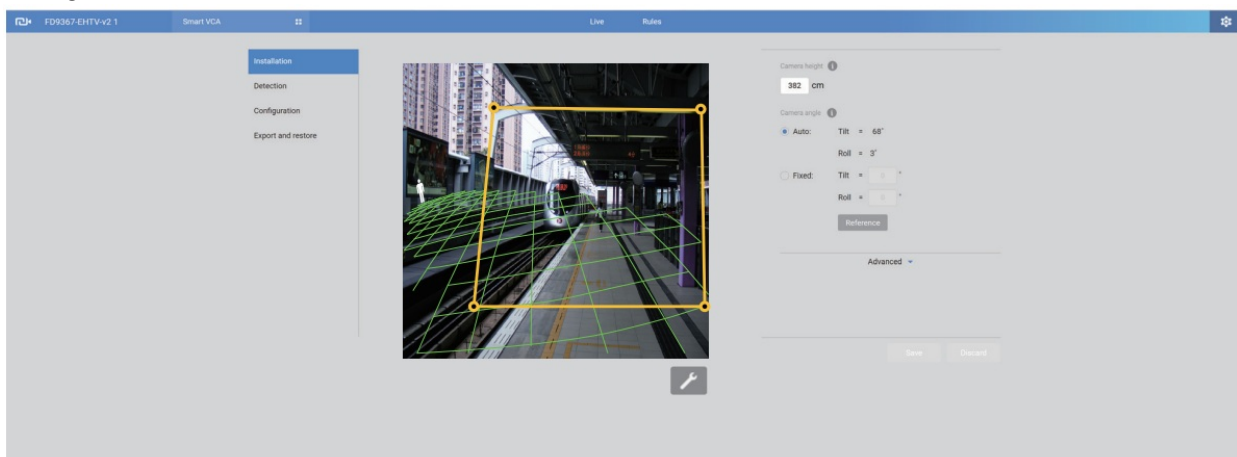 FD9367-EHTV-v2 1
Smart VCA
Live
Rules
Installation
Detection
Configuration
Export and restore
Camera height
382 cm
Camera angle
Auto: Tilt = 68°
Roll = 3°
Fixed: Tilt = °
Roll = °
Reference
Advanced
Save Discard